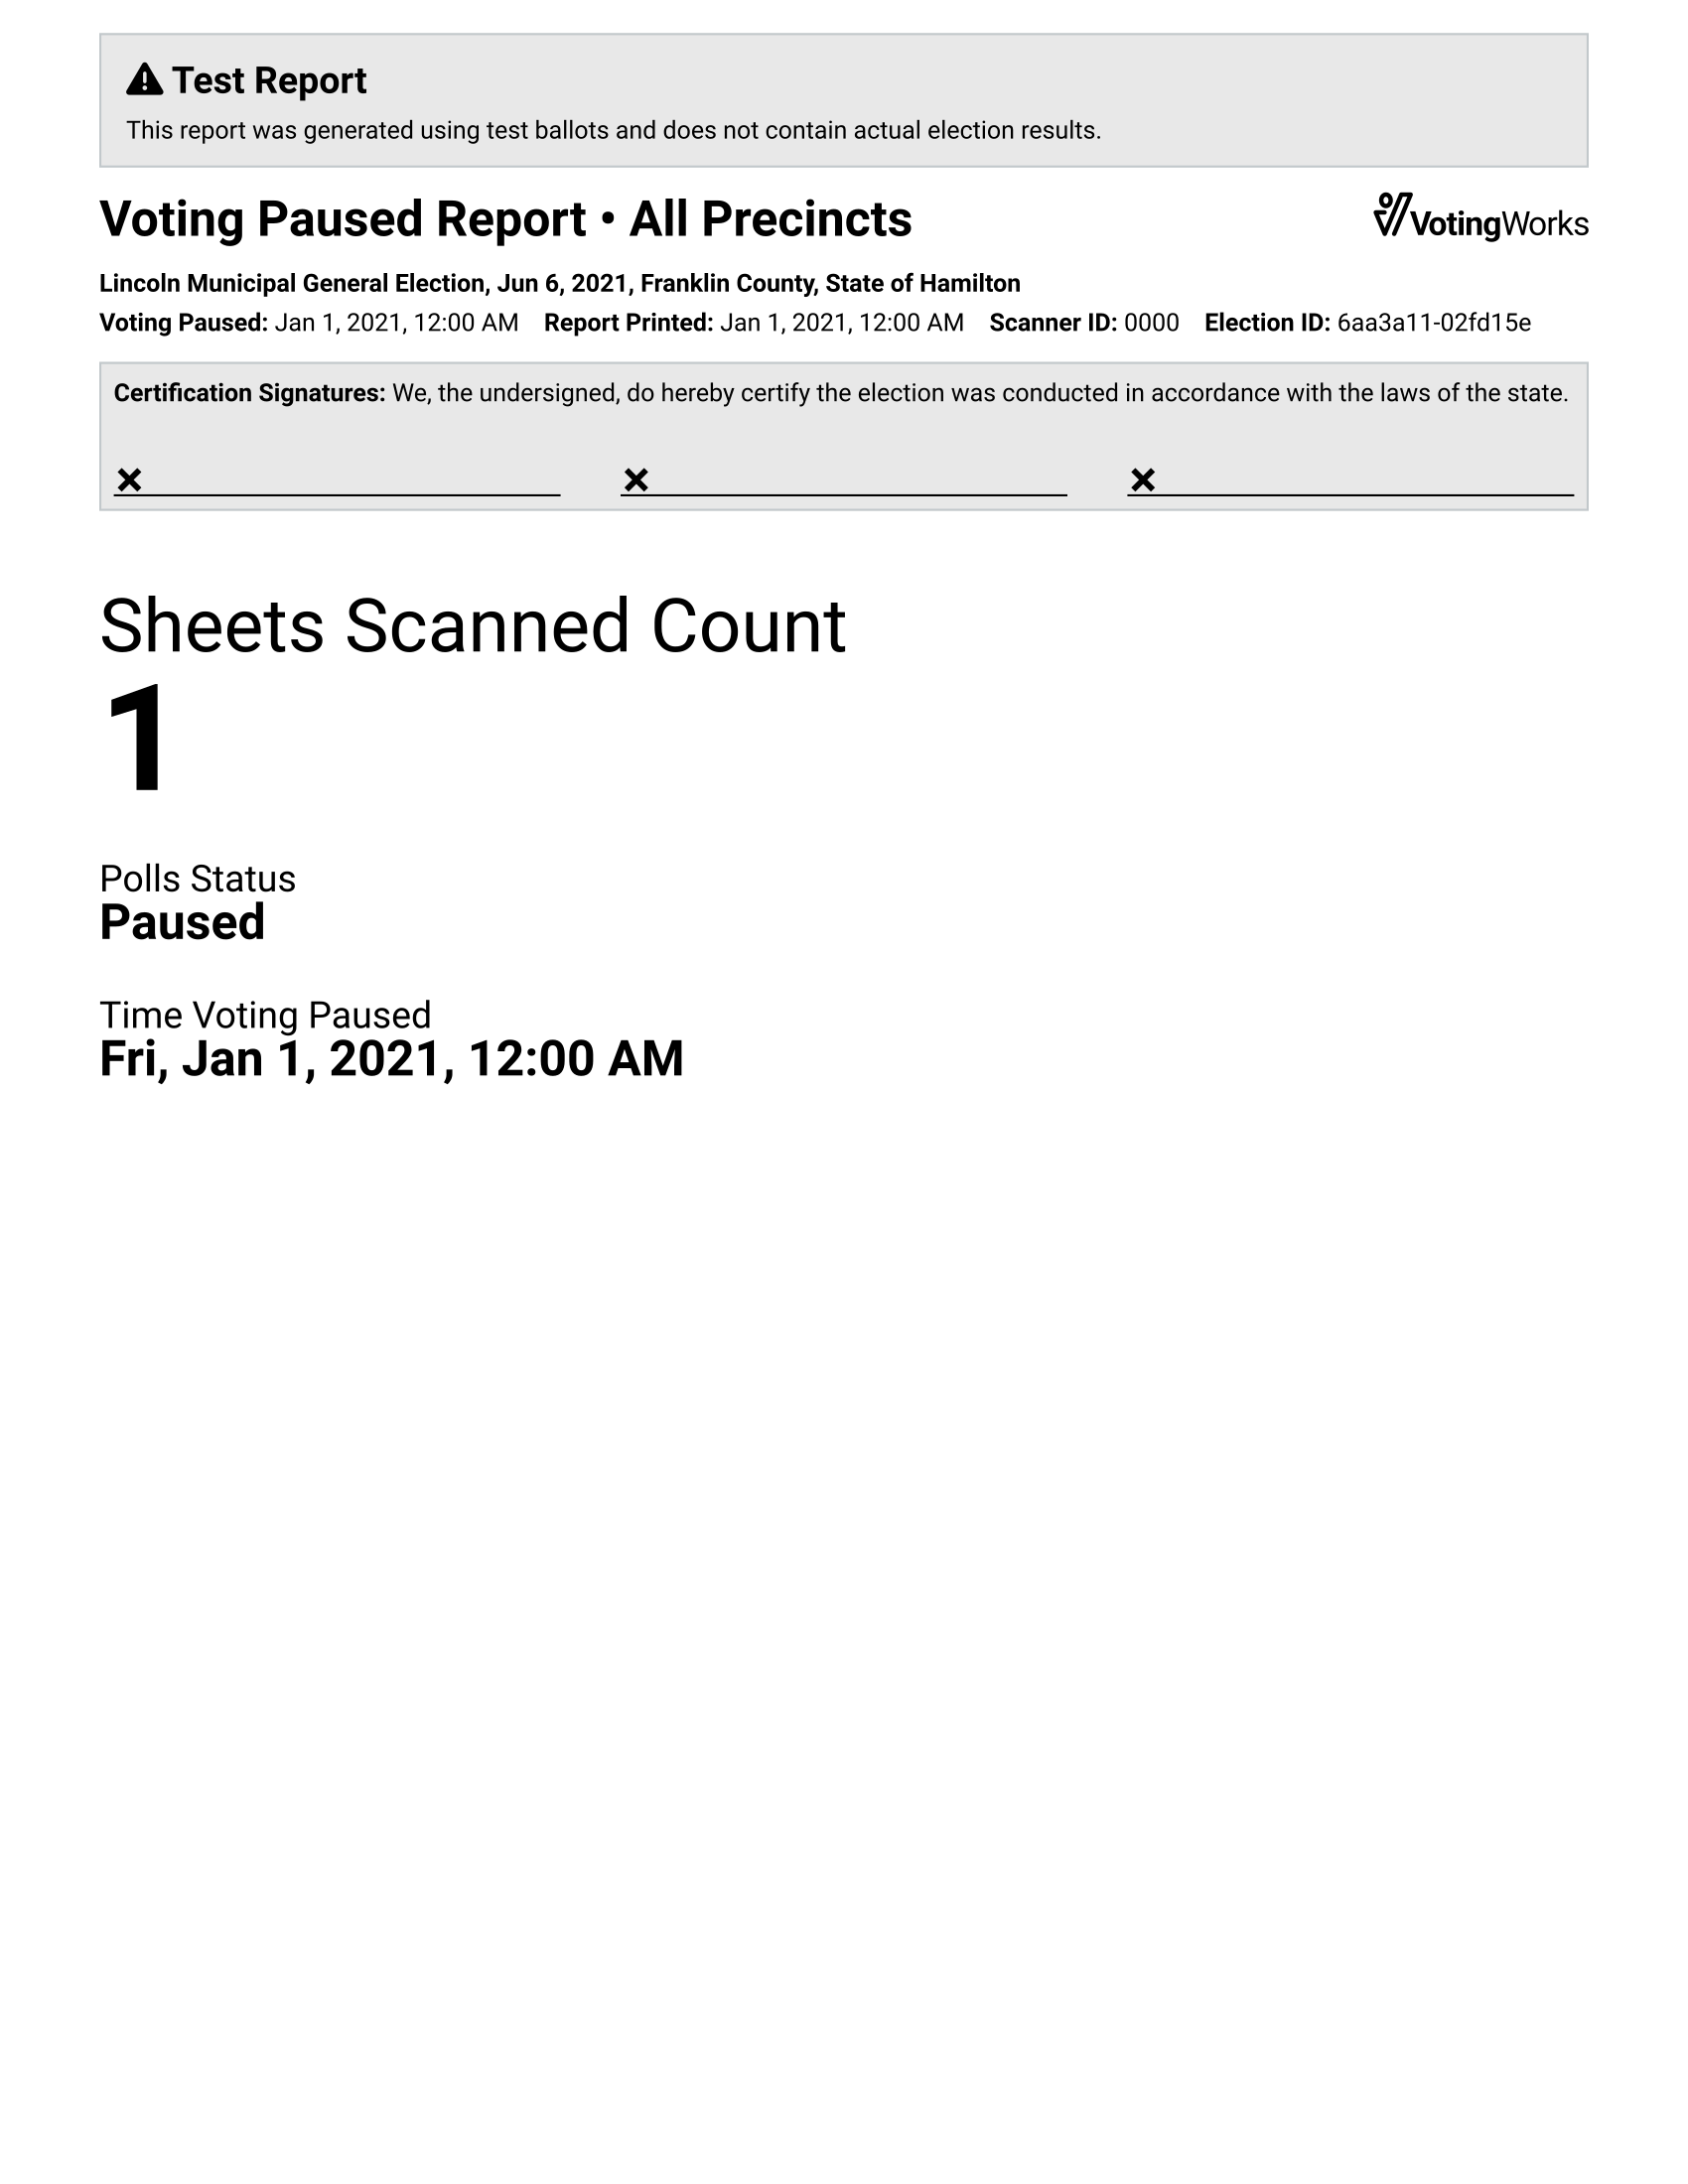 Test Report
This report was generated using test ballots and does not contain actual election results.
Voting Paused Report • All Precincts
VotingWorks
Lincoln Municipal General Election, Jun 6, 2021, Franklin County, State of Hamilton
Voting Paused: Jan 1, 2021, 12:00 AM Report Printed: Jan 1, 2021, 12:00 AM Scanner ID: 0000 Election ID: 6aa3a11-02fd15e
Certification Signatures: We, the undersigned, do hereby certify the election was conducted in accordance with the laws of the state.
Sheets Scanned Count
1
Polls Status
Paused
Time Voting Paused
Fri, Jan 1, 2021, 12:00 AM